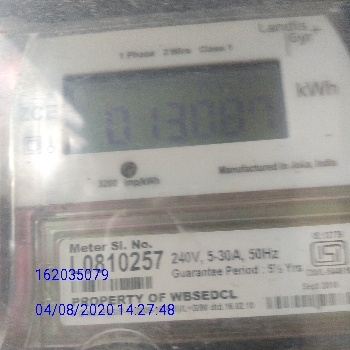 Landis
Gyr
1 Phase 2 Wire Class.1
013087 kWh
3200 imp/kWh
Manufactured in Joka, India
Meter Sl. No.
L0810257 240V, 5-30A, 50Hz
Guarantee Period : 5½ Yrs
162035079
PROPERTY OF WBSEDCL
04/08/2020 14:27:48